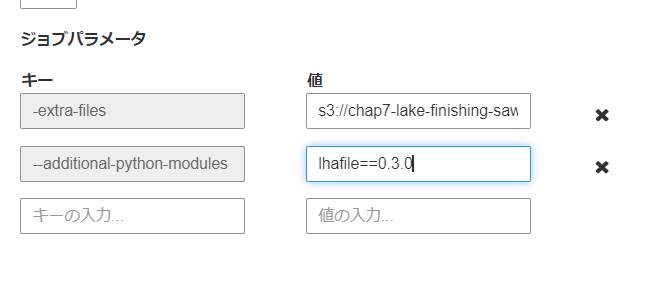 ジョブパラメータ
キー 値
-extra-files s3://chap7-lake-finishing-saw
--additional-python-modules lhafile==0.3.0
キーの入力... 値の入力...